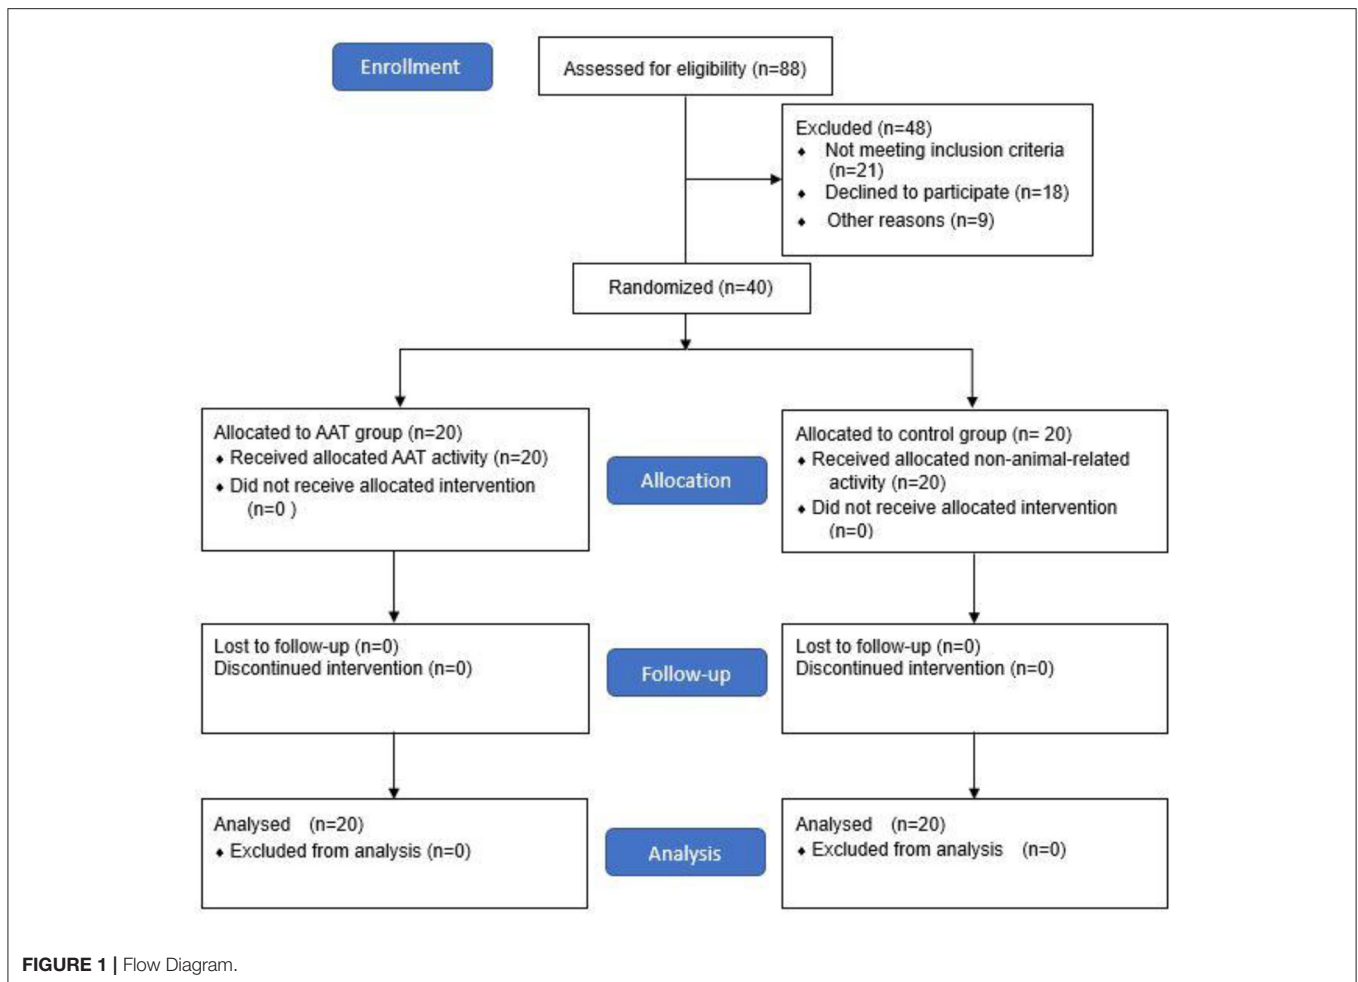 Enrollment
Assessed for eligibility (n=88)
Excluded (n=48)
♦ Not meeting inclusion criteria
(n=21)
♦ Declined to participate (n=18)
♦ Other reasons (n=9)
Randomized (n=40)
Allocated to AAT group (n=20)
♦ Received allocated AAT activity (n=20)
♦ Did not receive allocated intervention
(n=0 )
Allocation
Allocated to control group (n= 20)
♦ Received allocated non-animal-related
activity (n=20)
♦ Did not receive allocated intervention
(n=0)
Lost to follow-up (n=0)
Discontinued intervention (n=0)
Follow-up
Lost to follow-up (n=0)
Discontinued intervention (n=0)
Analysed (n=20)
♦ Excluded from analysis (n=0)
Analysis
Analysed (n=20)
♦ Excluded from analysis (n=0)
FIGURE 1 | Flow Diagram.